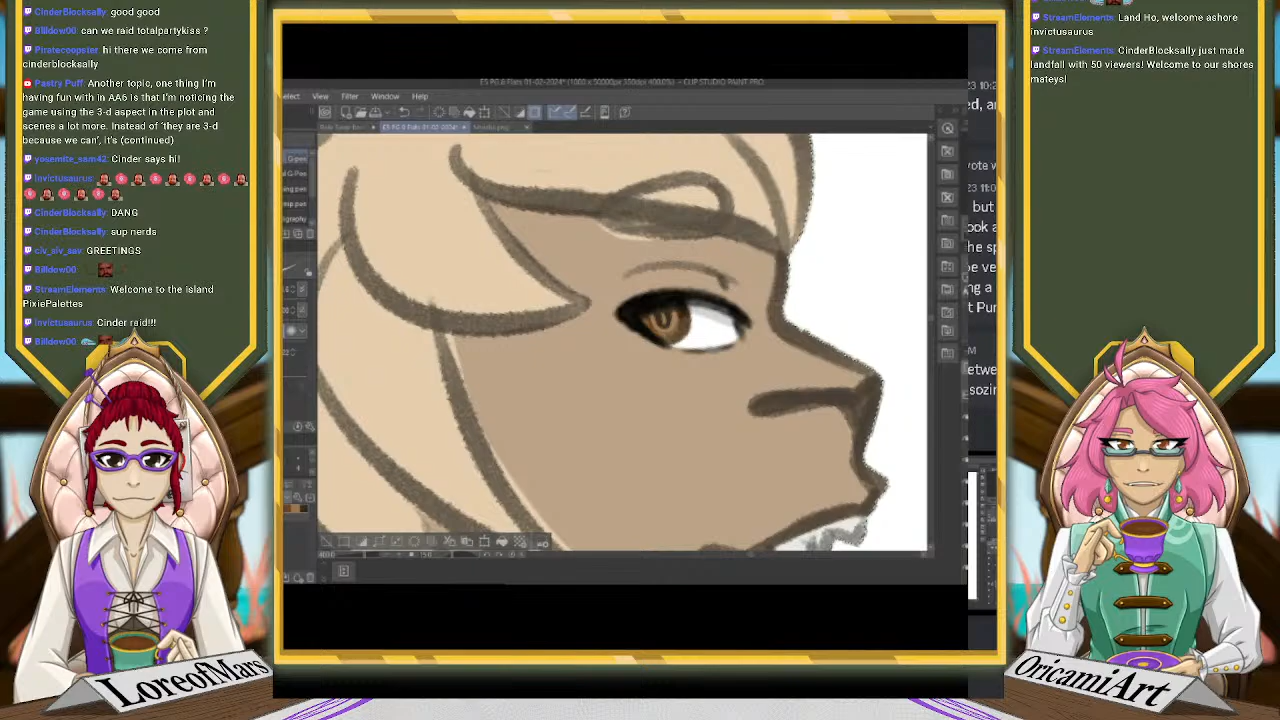 CinderBlocksally: good good
Billdow00: can we raid toralpartykiss ?
Piratecoopster: hi there we come from
cinderblocksally
Pastry Puff: Another topic, one thing I'm
having fun with in AA6 is that I'm noticing the
game using the 3-d aspect in the plot and
scenes a lot more. Instead of 'they are 3-d
because we can', it's (continued)
yosemite_sam42: Cinder says hi!
Invictusaurus:
CinderBlocksally: DANG
CinderBlocksally: sup nerds
civ_siv_sav: GREETINGS
Billdow00:
StreamElements: Welcome to the island
PixiePalettes
Invictusaurus: Cinder raid!!!
Billdow00:
StreamElements: Land Ho, welcome ashore
invictusaurus
StreamElements: CinderBlocksally just made
landfall with 50 viewers! Welcome to our shores
mateys!
CLIP STUDIO PAINT PRO
View Filter Window Help
LoreofMars
OricamiArt